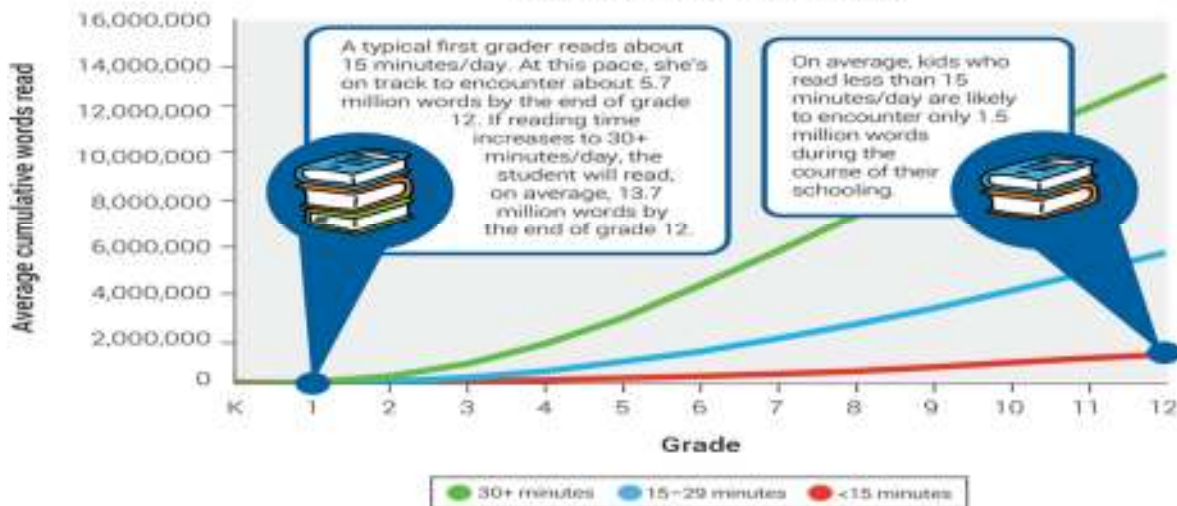 16,000,000
14,000,000
12,000,000
10,000,000
8,000,000
6,000,000
4,000,000
2,000,000
0
Average cumulative words read
A typical first grader reads about
15 minutes/day. At this pace, she's
on track to encounter about 5.7
million words by the end of grade
12. If reading time
increases to 30+
minutes/day, the
student will read,
on average, 13.7
million words by
the end of grade 12.
On average, kids who
read less than 15
minutes/day are likely
to encounter only 1.5
million words
during the
course of their
schooling.
K 1 2 3 4 5 6 7 8 9 10 11 12
Grade
30+ minutes 15–29 minutes <15 minutes